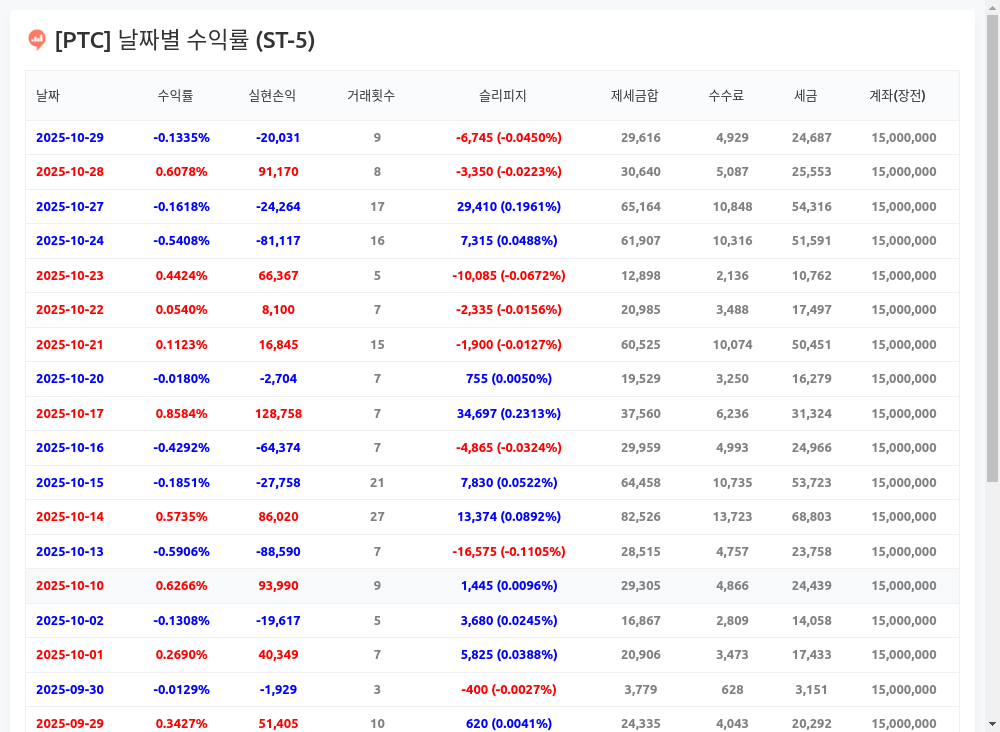 [PTC] 날짜별 수익률 (ST-5)
날짜 수익률 실현손익 거래횟수 슬리피지 제세금합 수수료 세금 계좌(장전)
2025-10-29 -0.1335% -20,031 9 -6,745 (-0.0450%) 29,616 4,929 24,687 15,000,000
2025-10-28 0.6078% 91,170 8 -3,350 (-0.0223%) 30,640 5,087 25,553 15,000,000
2025-10-27 -0.1618% -24,264 17 29,410 (0.1961%) 65,164 10,848 54,316 15,000,000
2025-10-24 -0.5408% -81,117 16 7,315 (0.0488%) 61,907 10,316 51,591 15,000,000
2025-10-23 0.4424% 66,367 5 -10,085 (-0.0672%) 12,898 2,136 10,762 15,000,000
2025-10-22 0.0540% 8,100 7 -2,335 (-0.0156%) 20,985 3,488 17,497 15,000,000
2025-10-21 0.1123% 16,845 15 -1,900 (-0.0127%) 60,525 10,074 50,451 15,000,000
2025-10-20 -0.0180% -2,704 7 755 (0.0050%) 19,529 3,250 16,279 15,000,000
2025-10-17 0.8584% 128,758 7 34,697 (0.2313%) 37,560 6,236 31,324 15,000,000
2025-10-16 -0.4292% -64,374 7 -4,865 (-0.0324%) 29,959 4,993 24,966 15,000,000
2025-10-15 -0.1851% -27,758 21 7,830 (0.0522%) 64,458 10,735 53,723 15,000,000
2025-10-14 0.5735% 86,020 27 13,374 (0.0892%) 82,526 13,723 68,803 15,000,000
2025-10-13 -0.5906% -88,590 7 -16,575 (-0.1105%) 28,515 4,757 23,758 15,000,000
2025-10-10 0.6266% 93,990 9 1,445 (0.0096%) 29,305 4,866 24,439 15,000,000
2025-10-02 -0.1308% -19,617 5 3,680 (0.0245%) 16,867 2,809 14,058 15,000,000
2025-10-01 0.2690% 40,349 7 5,825 (0.0388%) 20,906 3,473 17,433 15,000,000
2025-09-30 -0.0129% -1,929 3 -400 (-0.0027%) 3,779 628 3,151 15,000,000
2025-09-29 0.3427% 51,405 10 620 (0.0041%) 24,335 4,043 20,292 15,000,000